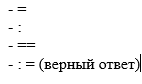 - =
- :
- ==
- : = (верный ответ)